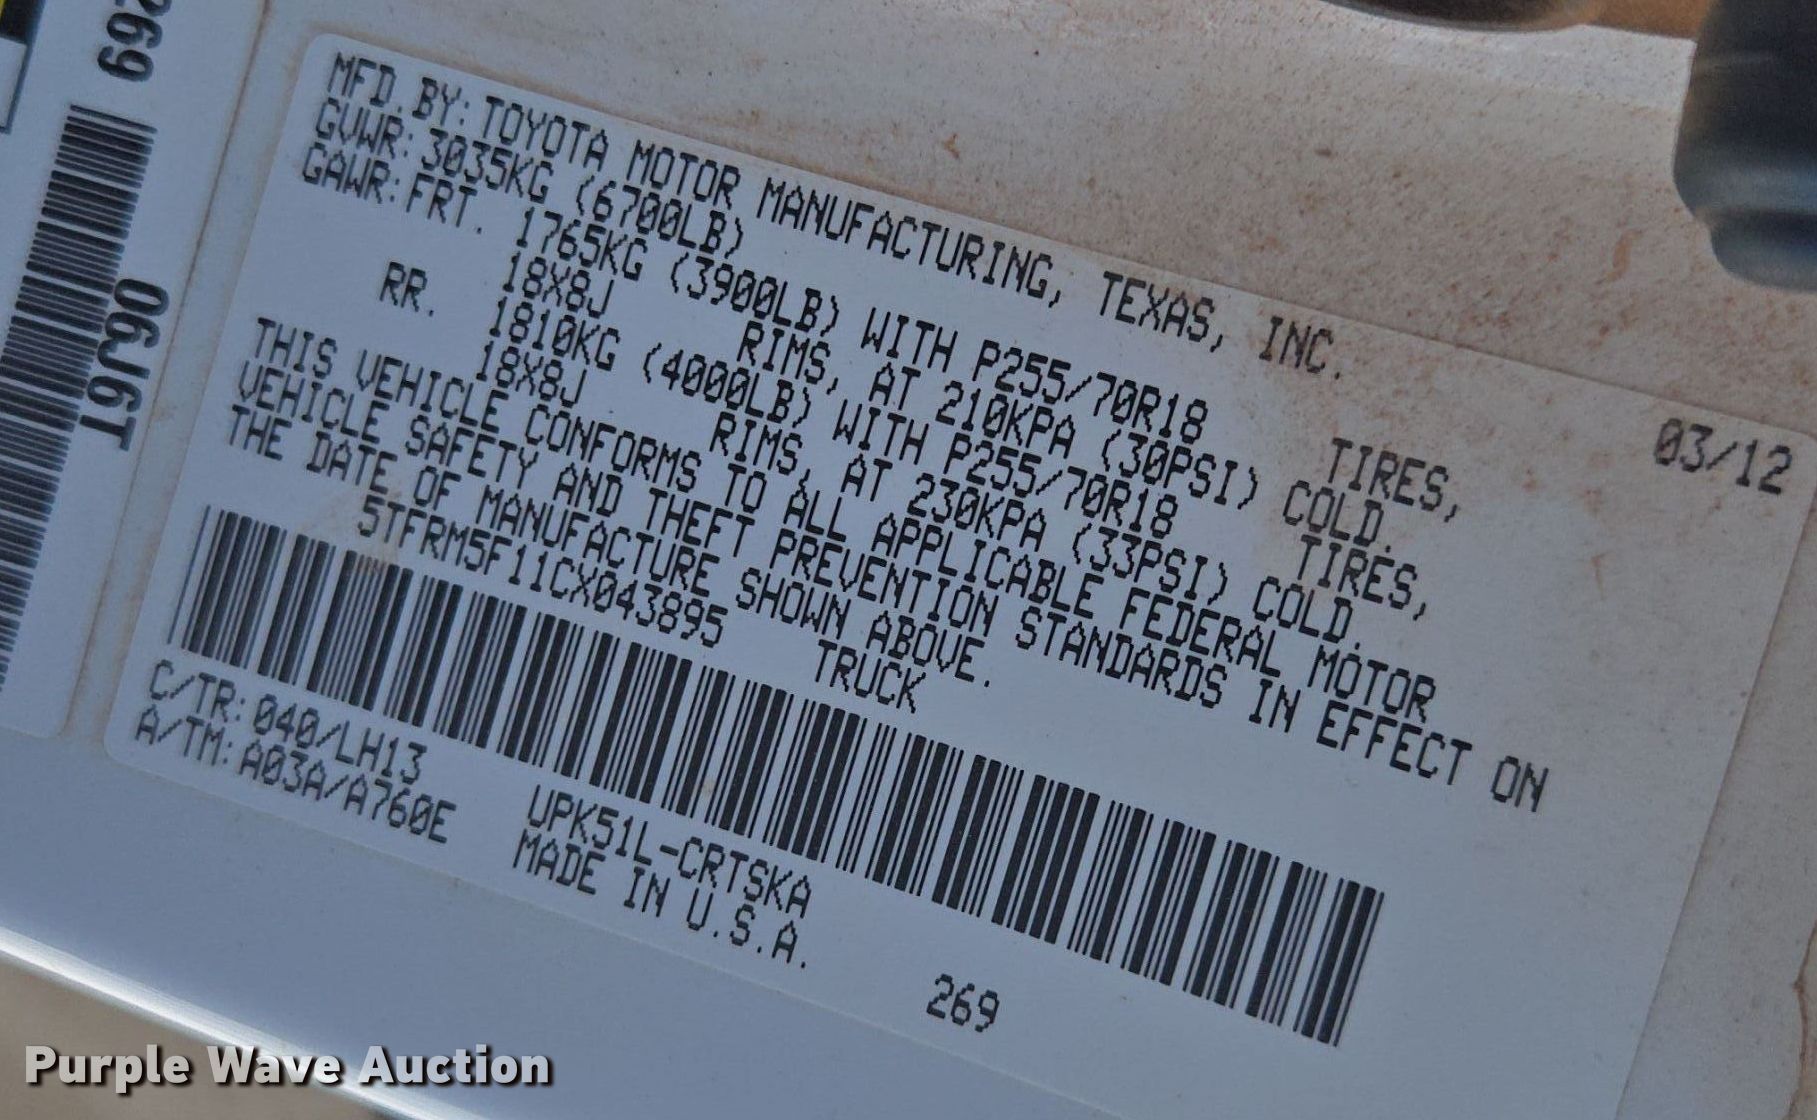 MFD. BY: TOYOTA MOTOR MANUFACTURING, TEXAS, INC. 03/12
GVWR: 3035KG (6700LB)
GAWR: FRT. 1765KG (3900LB) WITH P255/70R18 TIRES,
18X8J RIMS, AT 210KPA (30PSI) COLD.
RR. 1810KG (4000LB) WITH P255/70R18 TIRES,
18X8J RIMS, AT 230KPA (33PSI) COLD.
THIS VEHICLE CONFORMS TO ALL APPLICABLE FEDERAL MOTOR
VEHICLE SAFETY AND THEFT PREVENTION STANDARDS IN EFFECT ON
THE DATE OF MANUFACTURE SHOWN ABOVE.
5TFRM5F11CX043895 TRUCK
C/TR: 040/LH13 UPK51L-CRTSKA
A/TM: A03A/A760E MADE IN U.S.A.
269
269
06J6T
Purple Wave Auction